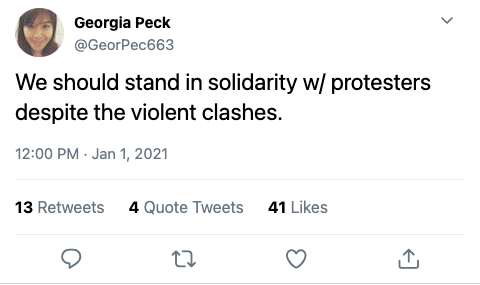 Georgia Peck
@GeorPec663
We should stand in solidarity w/ protesters
despite the violent clashes.
12:00 PM · Jan 1, 2021
13 Retweets 4 Quote Tweets 41 Likes